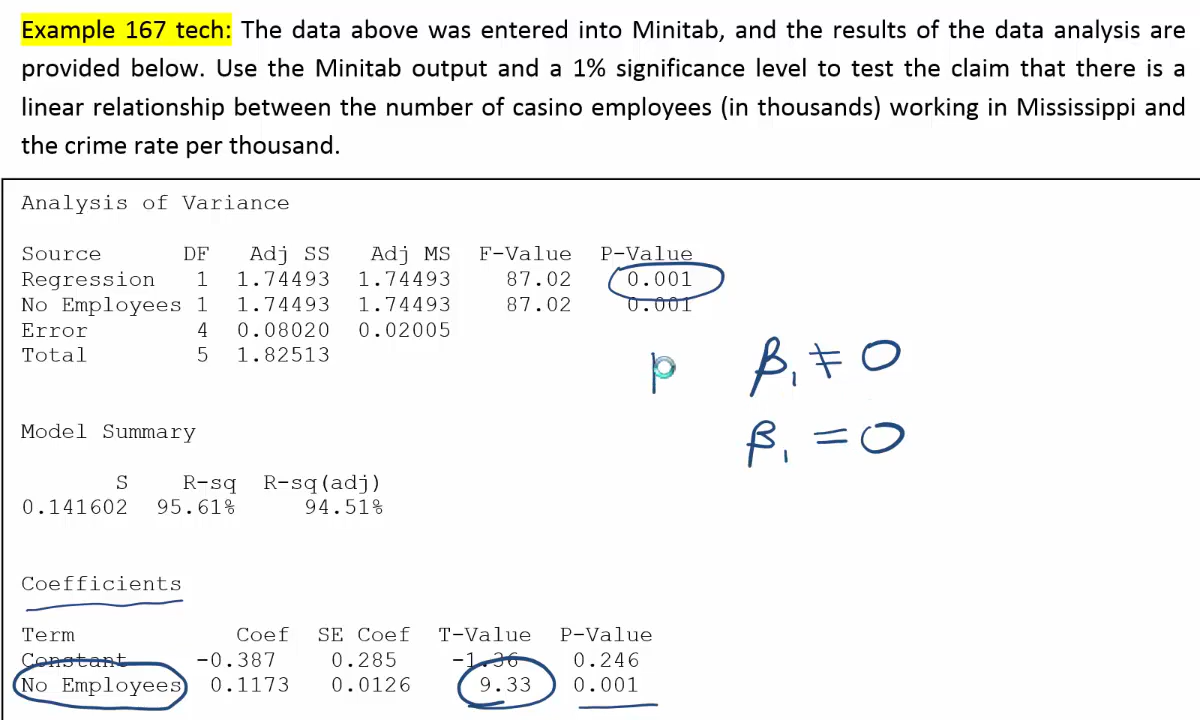 Example 167 tech: The data above was entered into Minitab, and the results of the data analysis are
provided below. Use the Minitab output and a 1% significance level to test the claim that there is a
linear relationship between the number of casino employees (in thousands) working in Mississippi and
the crime rate per thousand.
Analysis of Variance
Source DF Adj SS Adj MS F-Value P-Value
Regression 1 1.74493 1.74493 87.02 0.001
No Employees 1 1.74493 1.74493 87.02 0.001
Error 4 0.08020 0.02005
Total 5 1.82513
β₁ ≠ 0
β₁ = 0
Model Summary
S R-sq R-sq(adj)
0.141602 95.61% 94.51%
Coefficients
Term Coef SE Coef T-Value P-Value
Constant -0.387 0.285 -1.36 0.246
No Employees 0.1173 0.0126 9.33 0.001